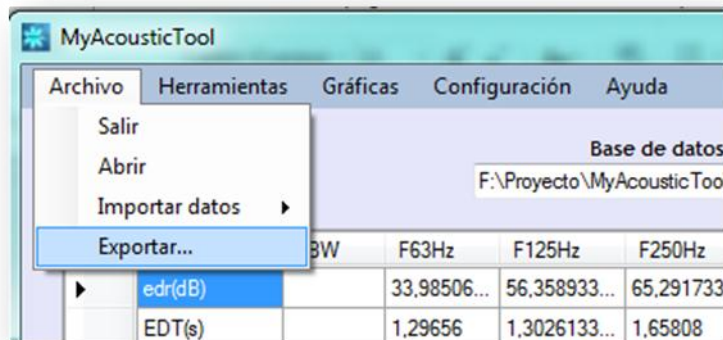 MyAcousticTool
Archivo Herramientas Gráficas Configuración Ayuda
Salir
Base de datos
Abrir
F:\Proyecto\MyAcousticTool
Importar datos
Exportar...
BW F63Hz F125Hz F250Hz
edr(dB) 33,98506... 56,358933... 65,291733
EDT(s) 1,29656 1,3026133... 1,65808